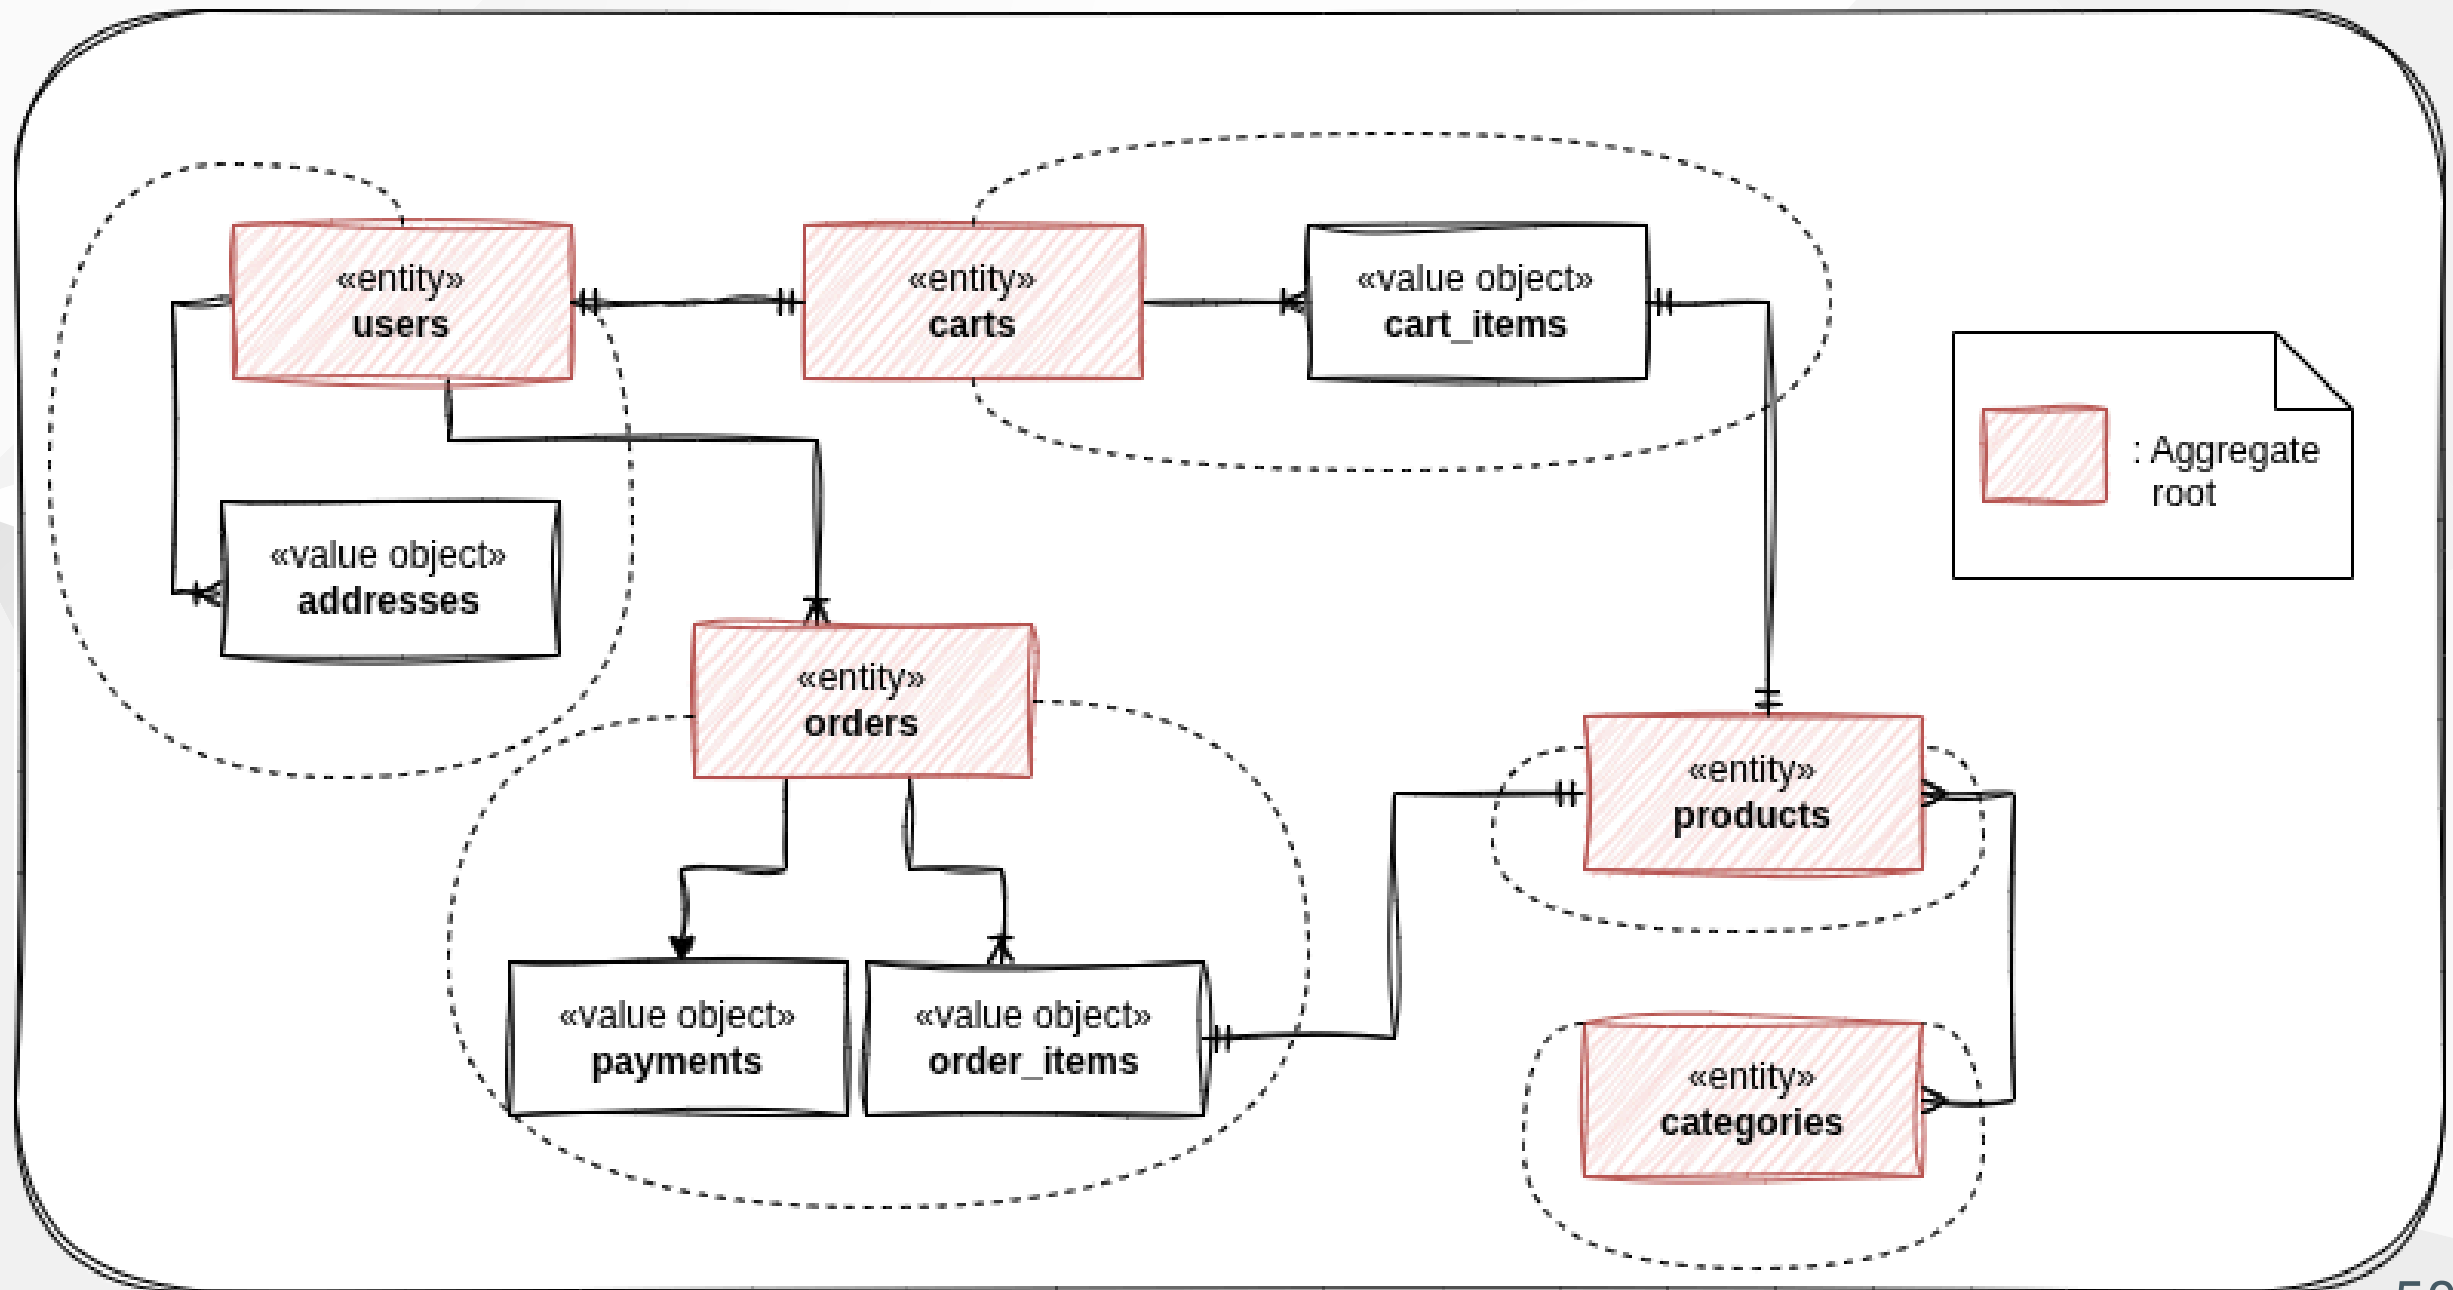 «entity»
users
«entity»
carts
«value object»
cart_items
: Aggregate
root
«value object»
addresses
«entity»
orders
«entity»
products
«value object»
payments
«value object»
order_items
«entity»
categories